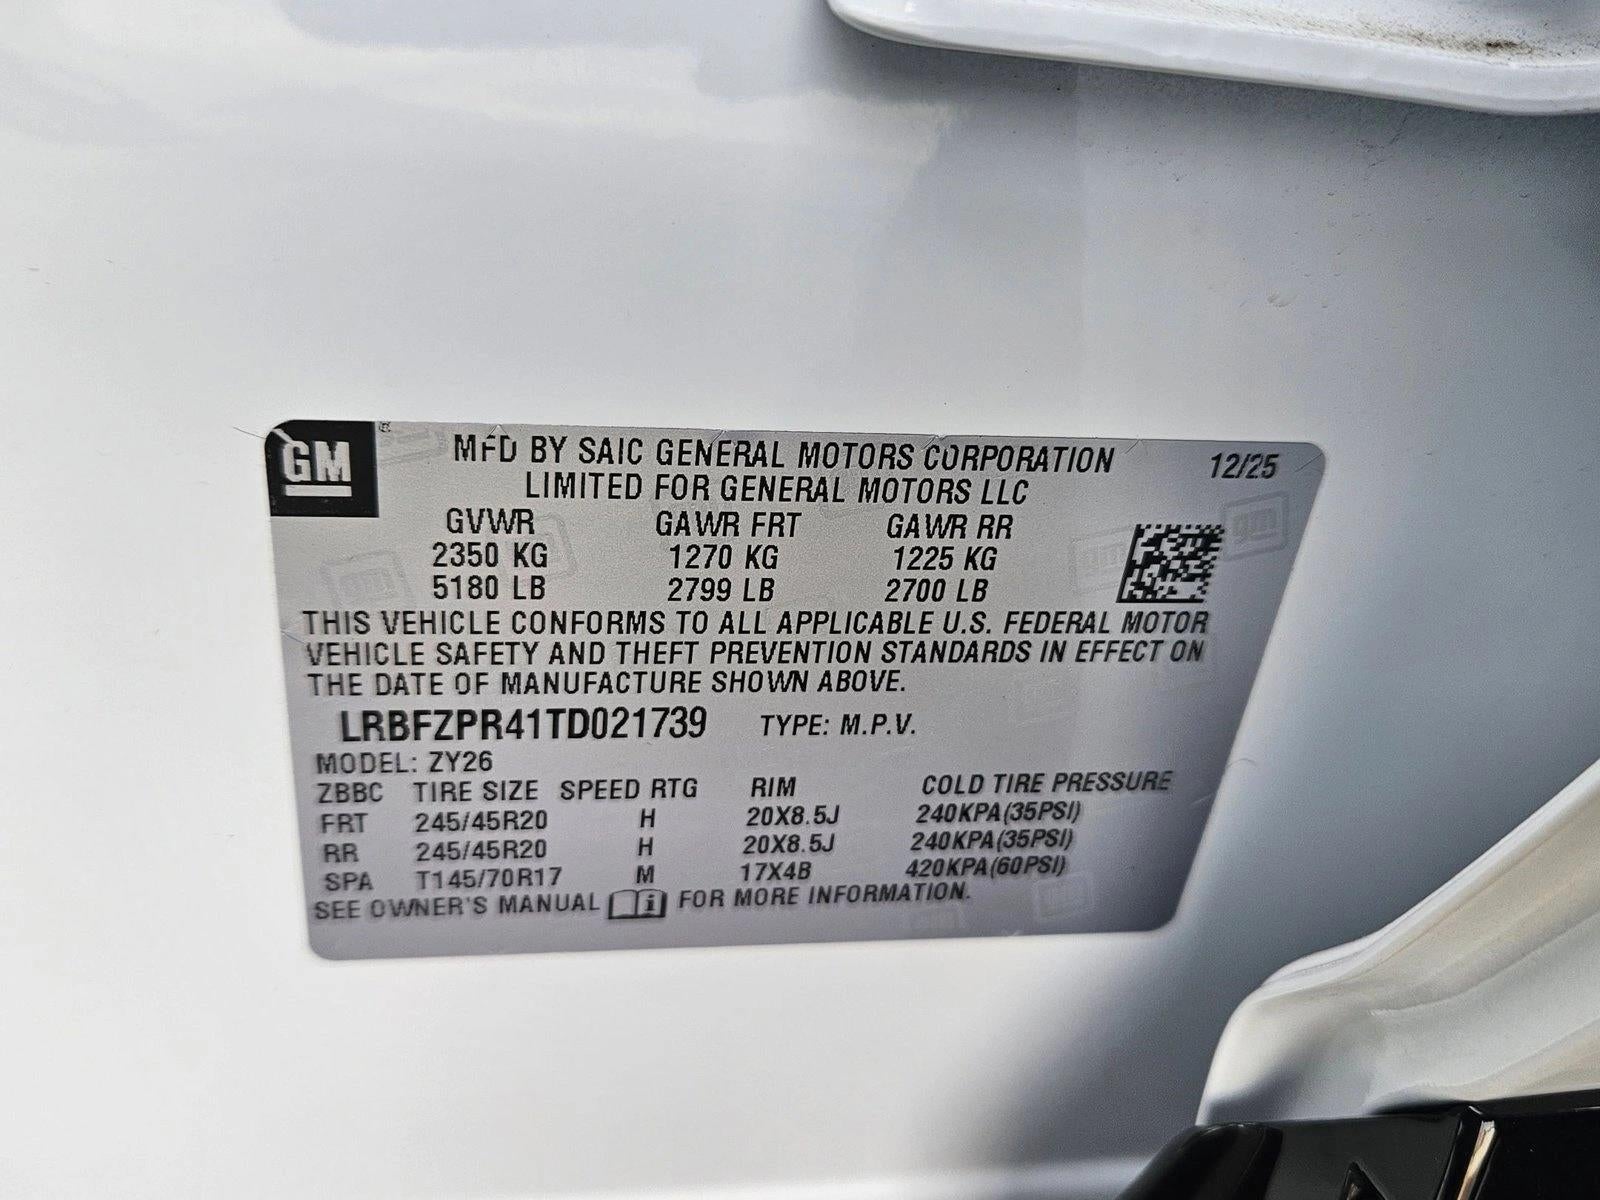 GM ®
MFD BY SAIC GENERAL MOTORS CORPORATION 12/25
LIMITED FOR GENERAL MOTORS LLC
GVWR GAWR FRT GAWR RR
2350 KG 1270 KG 1225 KG
5180 LB 2799 LB 2700 LB
THIS VEHICLE CONFORMS TO ALL APPLICABLE U.S. FEDERAL MOTOR
VEHICLE SAFETY AND THEFT PREVENTION STANDARDS IN EFFECT ON
THE DATE OF MANUFACTURE SHOWN ABOVE.
LRBFZPR41TD021739 TYPE: M.P.V.
MODEL: ZY26
ZBBC TIRE SIZE SPEED RTG RIM COLD TIRE PRESSURE
FRT 245/45R20 H 20X8.5J 240KPA(35PSI)
RR 245/45R20 H 20X8.5J 240KPA(35PSI)
SPA T145/70R17 M 17X4B 420KPA(60PSI)
SEE OWNER'S MANUAL i FOR MORE INFORMATION.